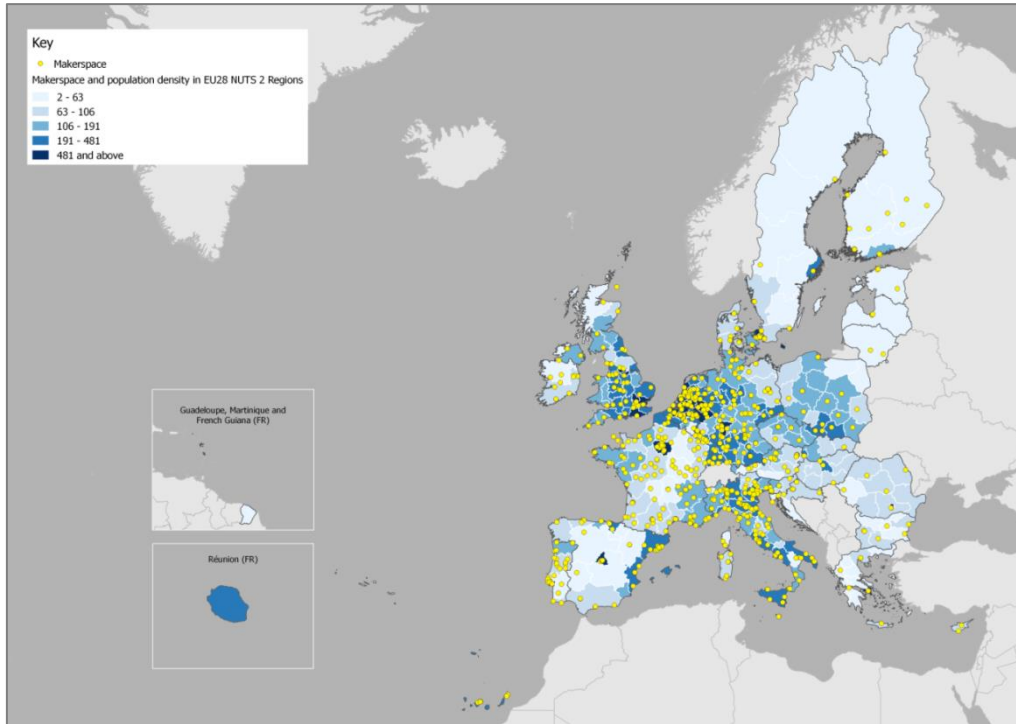 Key
Makerspace
Makerspace and population density in EU28 NUTS 2 Regions
2 - 63
63 - 106
106 - 191
191 - 481
481 and above
Guadeloupe, Martinique and
French Guiana (FR)
Réunion (FR)